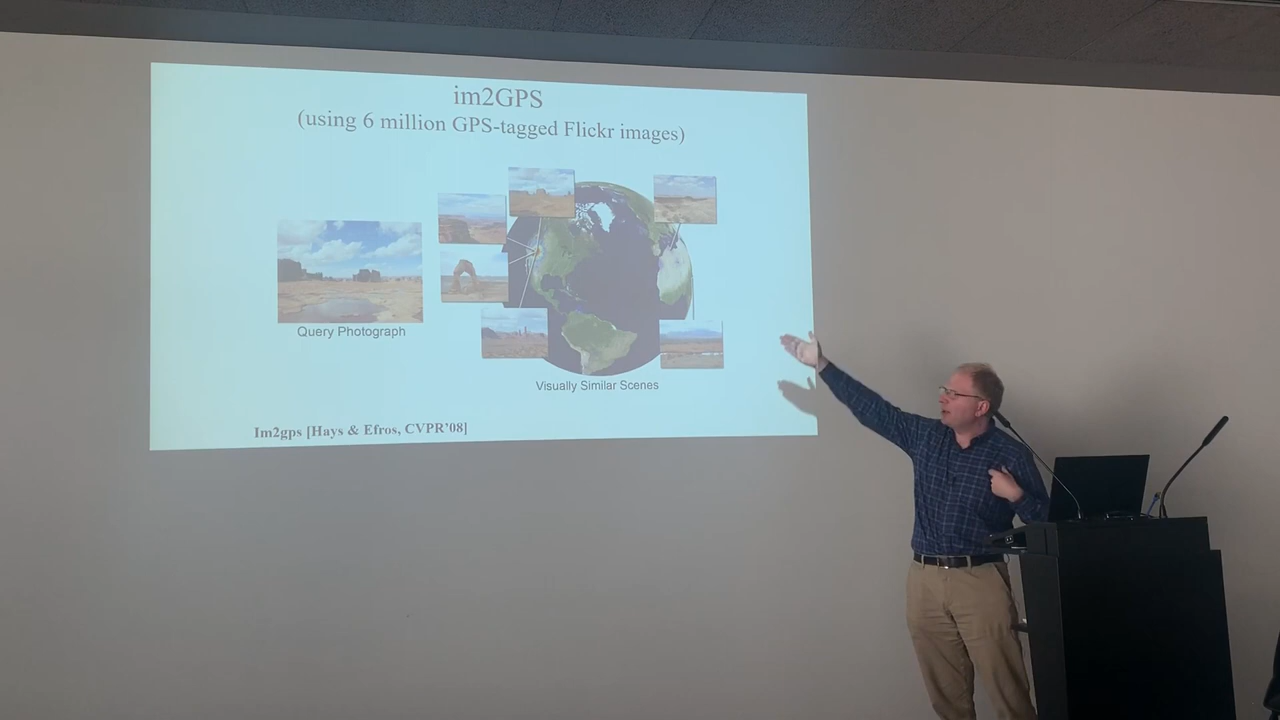 im2GPS
(using 6 million GPS-tagged Flickr images)
Query Photograph
Visually Similar Scenes
Im2gps [Hays & Efros, CVPR'08]